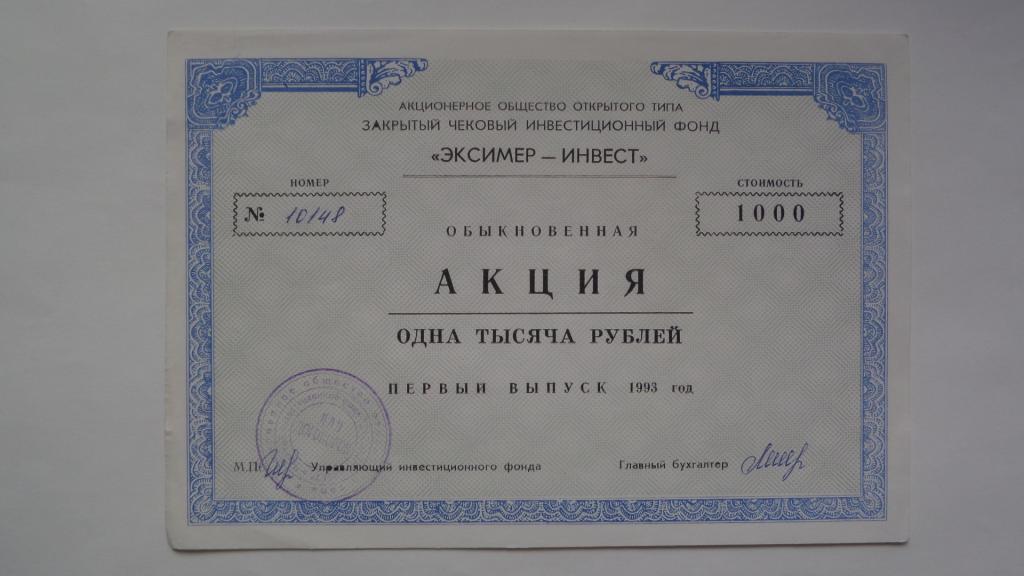 АКЦИОНЕРНОЕ ОБЩЕСТВО ОТКРЫТОГО ТИПА
ЗАКРЫТЫЙ ЧЕКОВЫЙ ИНВЕСТИЦИОННЫЙ ФОНД
«ЭКСИМЕР — ИНВЕСТ»
НОМЕР
№ 10148
СТОИМОСТЬ
1000
ОБЫКНОВЕННАЯ
АКЦИЯ
ОДНА ТЫСЯЧА РУБЛЕЙ
ПЕРВЫЙ ВЫПУСК 1993 год
общество
М.П. Управляющий инвестиционного фонда
Главный бухгалтер